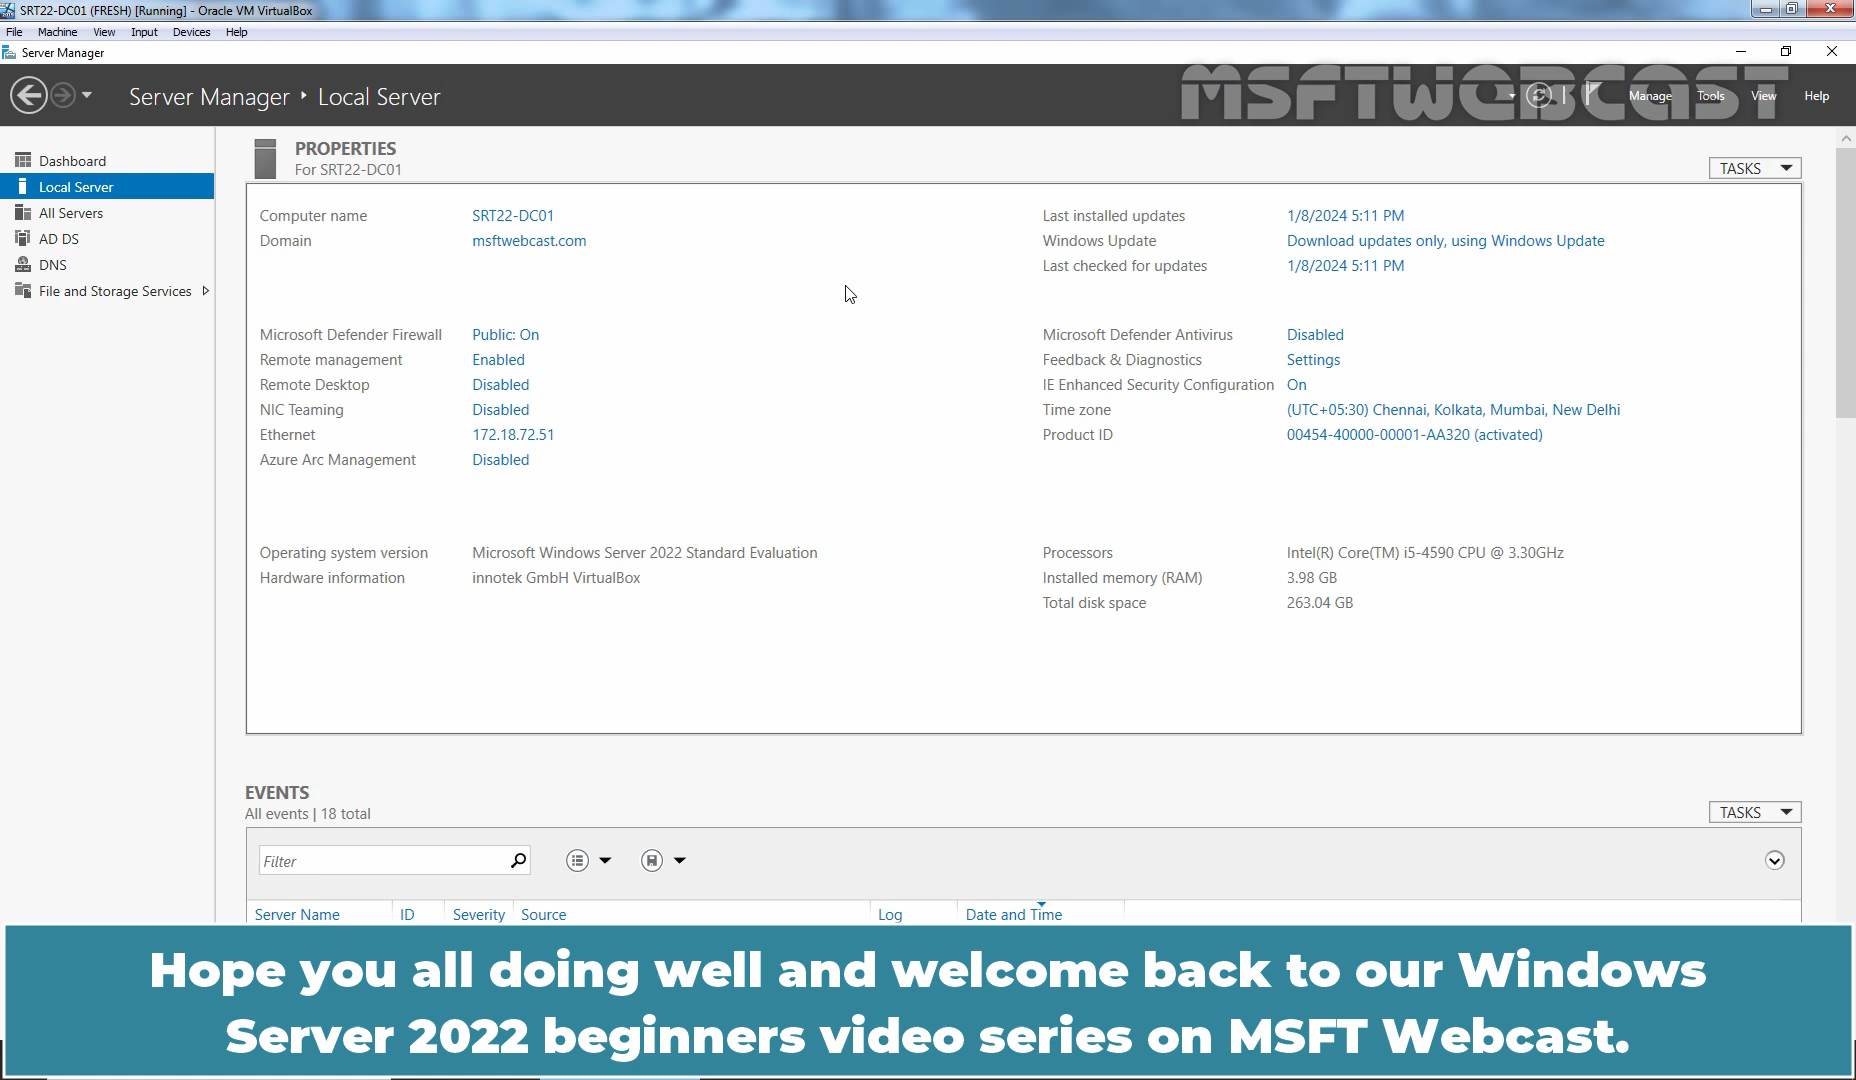 SRT22-DC01 (FRESH) [Running] - Oracle VM VirtualBox
File Machine View Input Devices Help
Server Manager
Server Manager ‣ Local Server
MSFTWEBCAST
Manage Tools View Help
Dashboard
Local Server
All Servers
AD DS
DNS
File and Storage Services
PROPERTIES
For SRT22-DC01
TASKS
Computer name SRT22-DC01 Last installed updates 1/8/2024 5:11 PM
Domain msftwebcast.com Windows Update Download updates only, using Windows Update
Last checked for updates 1/8/2024 5:11 PM
Microsoft Defender Firewall Public: On Microsoft Defender Antivirus Disabled
Remote management Enabled Feedback & Diagnostics Settings
Remote Desktop Disabled IE Enhanced Security Configuration On
NIC Teaming Disabled Time zone (UTC+05:30) Chennai, Kolkata, Mumbai, New Delhi
Ethernet 172.18.72.51 Product ID 00454-40000-00001-AA320 (activated)
Azure Arc Management Disabled
Operating system version Microsoft Windows Server 2022 Standard Evaluation Processors Intel(R) Core(TM) i5-4590 CPU @ 3.30GHz
Hardware information innotek GmbH VirtualBox Installed memory (RAM) 3.98 GB
Total disk space 263.04 GB
EVENTS
All events | 18 total
TASKS
Filter
Server Name ID Severity Source Log Date and Time
Hope you all doing well and welcome back to our Windows
Server 2022 beginners video series on MSFT Webcast.